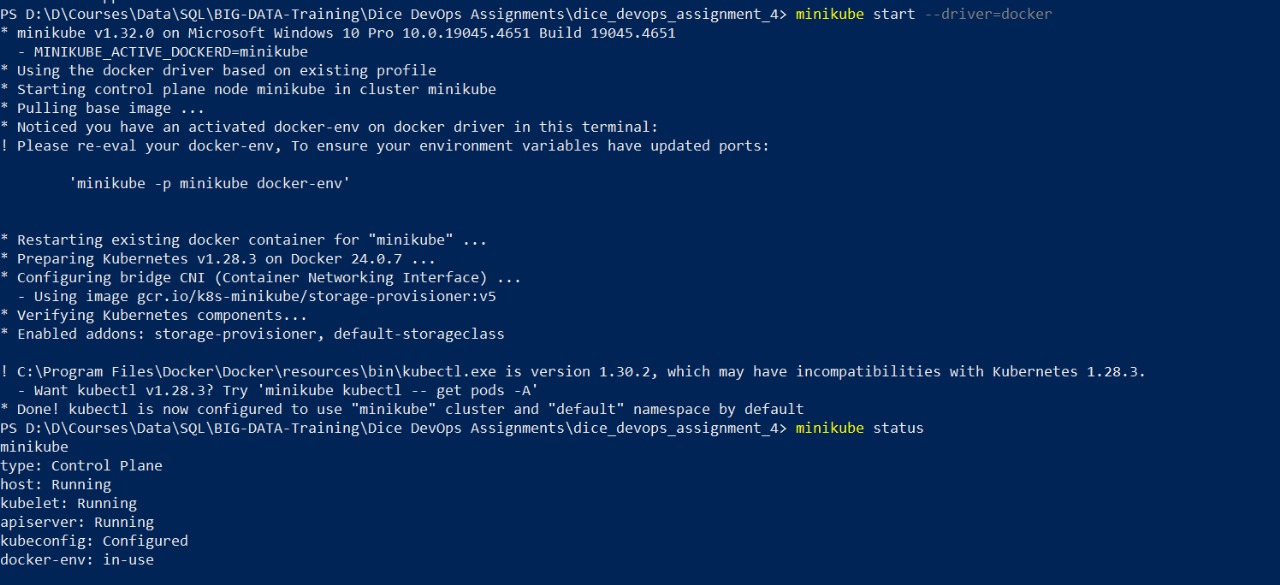 PS D:\D\Courses\Data\SQL\BIG-DATA-Training\Dice DevOps Assignments\dice_devops_assignment_4> minikube start --driver=docker
* minikube v1.32.0 on Microsoft Windows 10 Pro 10.0.19045.4651 Build 19045.4651
  - MINIKUBE_ACTIVE_DOCKERD=minikube
* Using the docker driver based on existing profile
* Starting control plane node minikube in cluster minikube
* Pulling base image ...
* Noticed you have an activated docker-env on docker driver in this terminal:
! Please re-eval your docker-env, To ensure your environment variables have updated ports:
        'minikube -p minikube docker-env'
* Restarting existing docker container for "minikube" ...
* Preparing Kubernetes v1.28.3 on Docker 24.0.7 ...
* Configuring bridge CNI (Container Networking Interface) ...
  - Using image gcr.io/k8s-minikube/storage-provisioner:v5
* Verifying Kubernetes components...
* Enabled addons: storage-provisioner, default-storageclass
! C:\Program Files\Docker\Docker\resources\bin\kubectl.exe is version 1.30.2, which may have incompatibilities with Kubernetes 1.28.3.
  - Want kubectl v1.28.3? Try 'minikube kubectl -- get pods -A'
* Done! kubectl is now configured to use "minikube" cluster and "default" namespace by default
PS D:\D\Courses\Data\SQL\BIG-DATA-Training\Dice DevOps Assignments\dice_devops_assignment_4> minikube status
minikube
type: Control Plane
host: Running
kubelet: Running
apiserver: Running
kubeconfig: Configured
docker-env: in-use